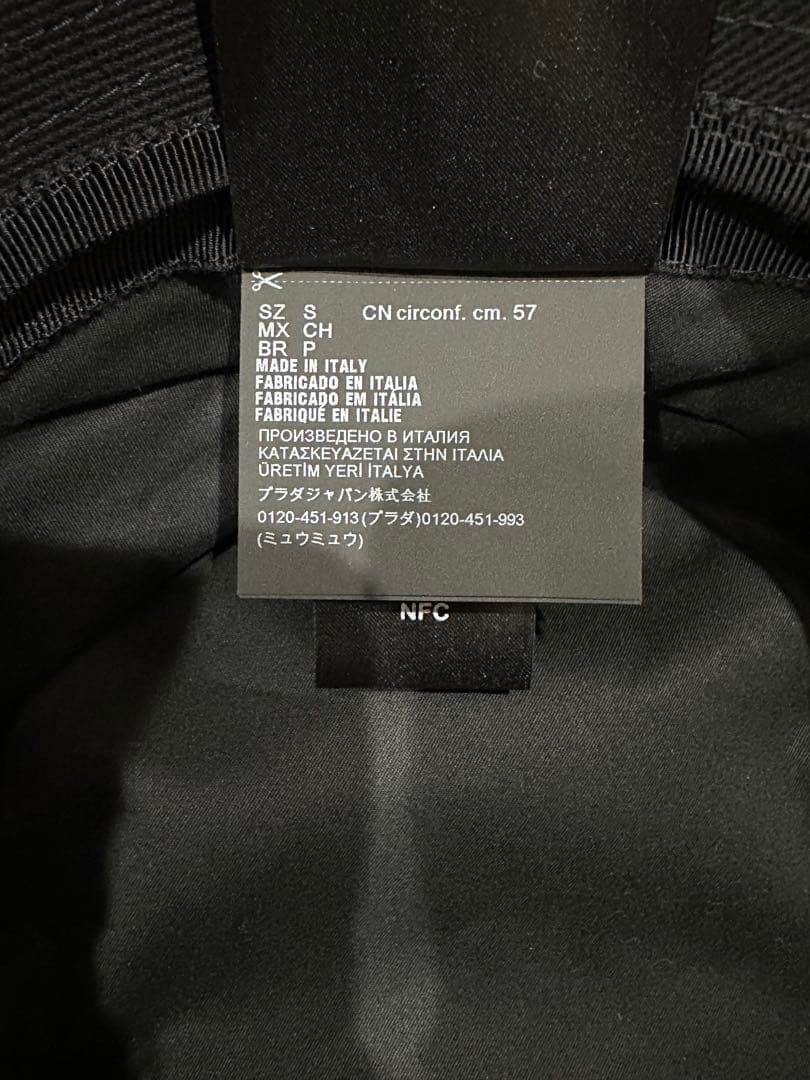 SZ S CN circonf. cm. 57
MX CH
BR P
MADE IN ITALY
FABRICADO EN ITALIA
FABRICADO EM ITÁLIA
FABRIQUÉ EN ITALIE
ПРОИЗВЕДЕНО В ИТАЛИЯ
ΚΑΤΑΣΚΕΥΑΖΕΤΑΙ ΣΤΗΝ ΙΤΑΛΙΑ
ÜRETİM YERİ İTALYA
プラダジャパン株式会社
0120-451-913(プラダ)0120-451-993
(ミュウミュウ)
NFC